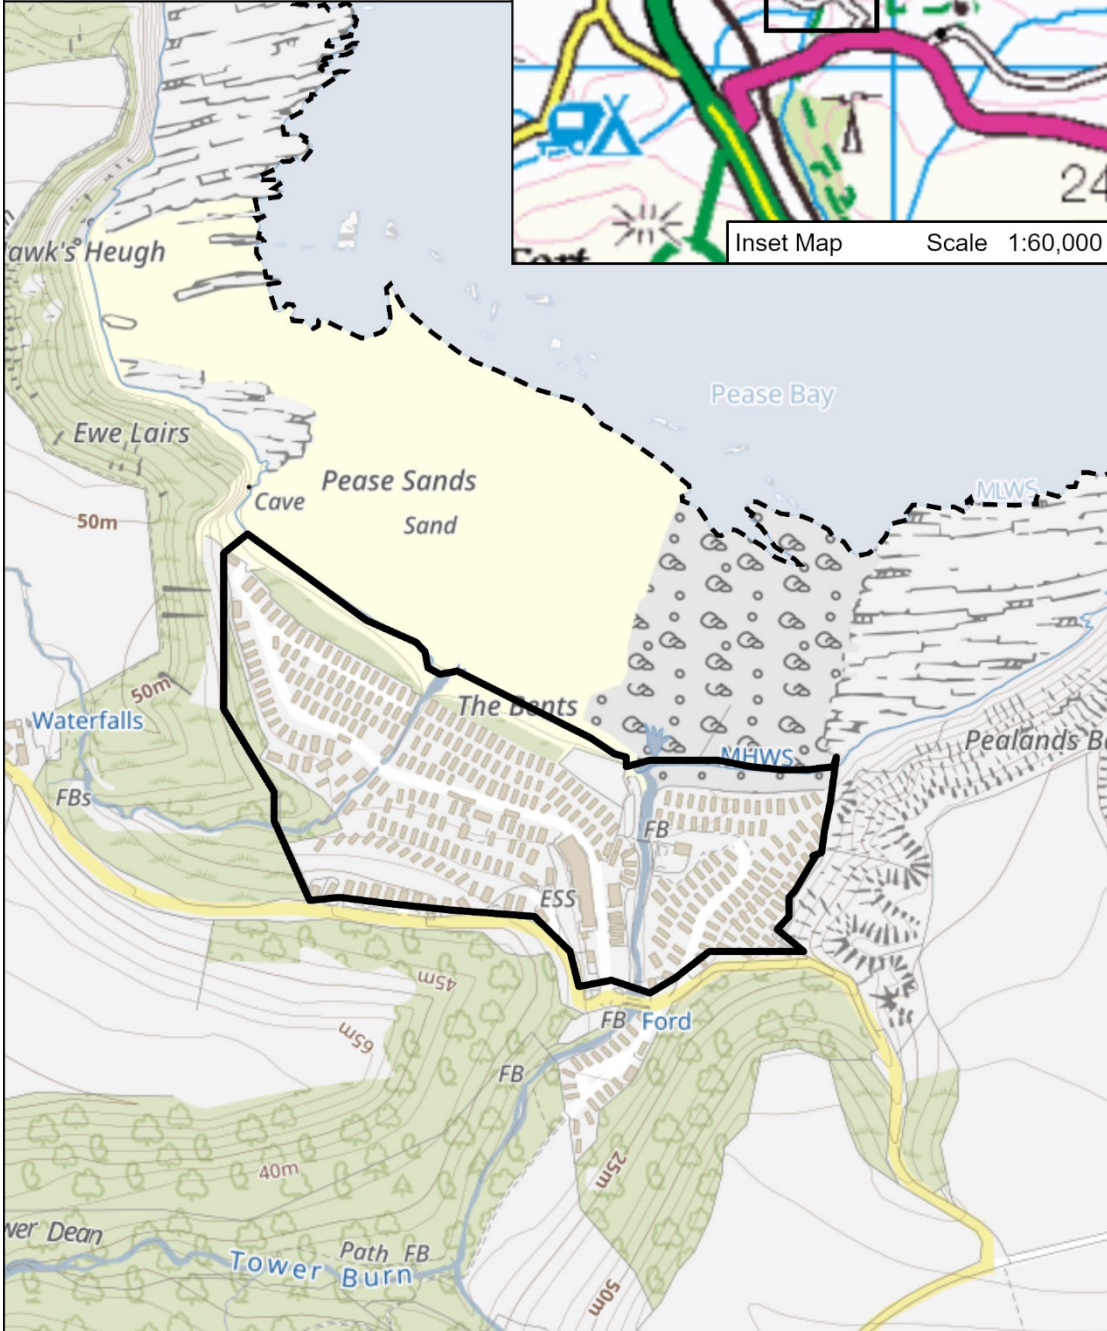 24
Fort
Inset Map Scale 1:60,000
awk's Heugh
Pease Bay
Ewe Lairs
Pease Sands
Sand
Cave
MLWS
50m
50m
Waterfalls
The Bents
MHWS
Pealands Ba
FBs
FB
ESS
FB
Ford
45m
65m
FB
40m
25m
wer Dean
Path FB
Tower Burn
50m